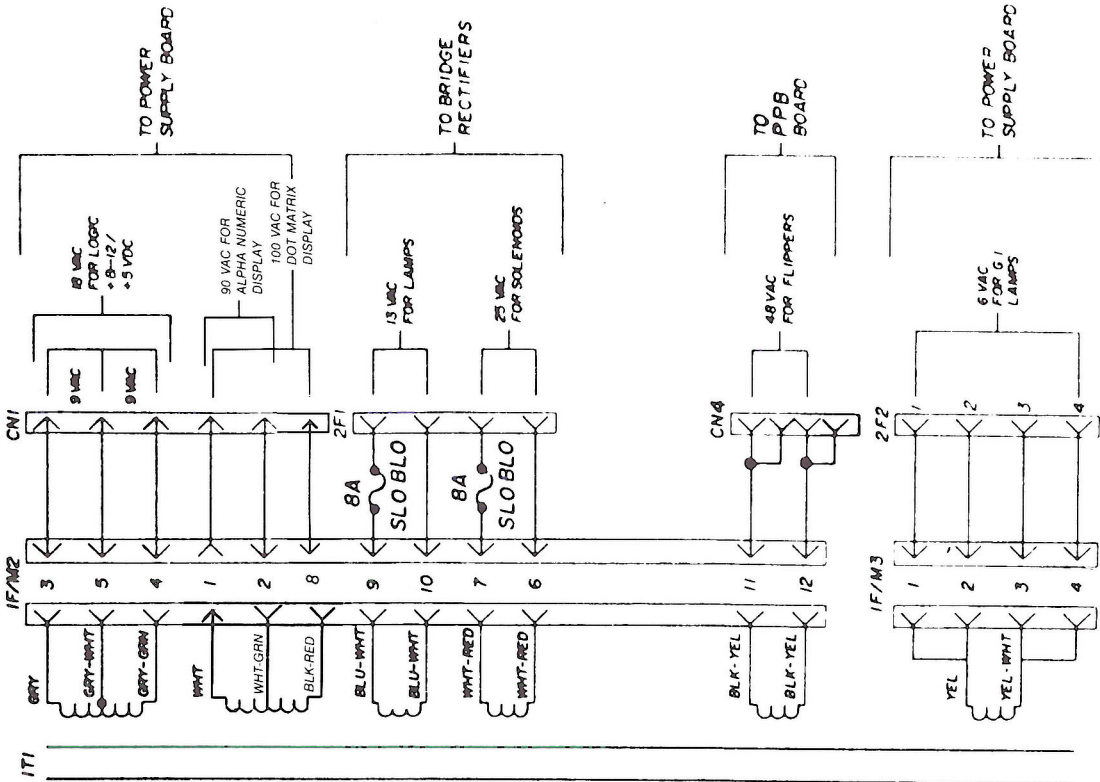 TO POWER
SUPPLY BOARD
TO BRIDGE
RECTIFIERS
TO
PPB
BOARD
TO POWER
SUPPLY BOARD
18 VAC
FOR LOGIC
+8-12/
+5 VDC
9 VAC
9 VAC
90 VAC FOR
ALPHA NUMERIC
DISPLAY
100 VAC FOR
DOT MATRIX
DISPLAY
13 VAC
FOR LAMPS
25 VAC
FOR SOLENOIDS
48 VAC
FOR FLIPPERS
6 VAC
FOR G I
LAMPS
CN1
2F1
CN4
2F2
1
2
3
4
8A
SLO BLO
8A
SLO BLO
1F/M2
3
5
4
1
2
8
9
10
7
6
11
12
1F/M3
1
2
3
4
GRY
GRY-WHT
GRY-GRN
WHT
WHT-GRN
BLK-RED
BLU-WHT
BLU-WHT
WHT-RED
WHT-RED
BLK-YEL
BLK-YEL
YEL
YEL-WHT
1T1